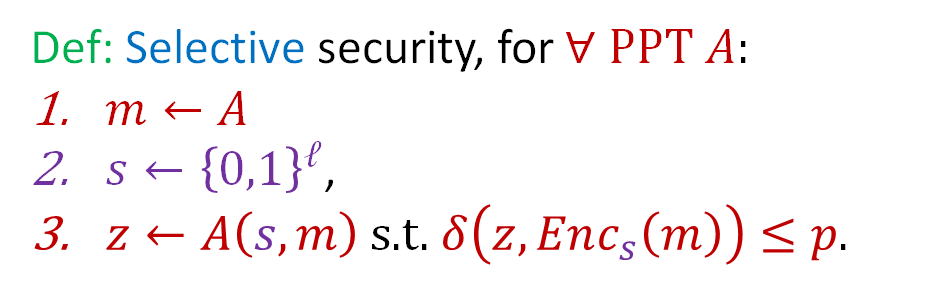 Def: Selective security, for ∀ PPT A:
1. m ← A
2. s ← {0,1}^ℓ,
3. z ← A(s, m) s.t. δ(z, Enc_s(m)) ≤ p.